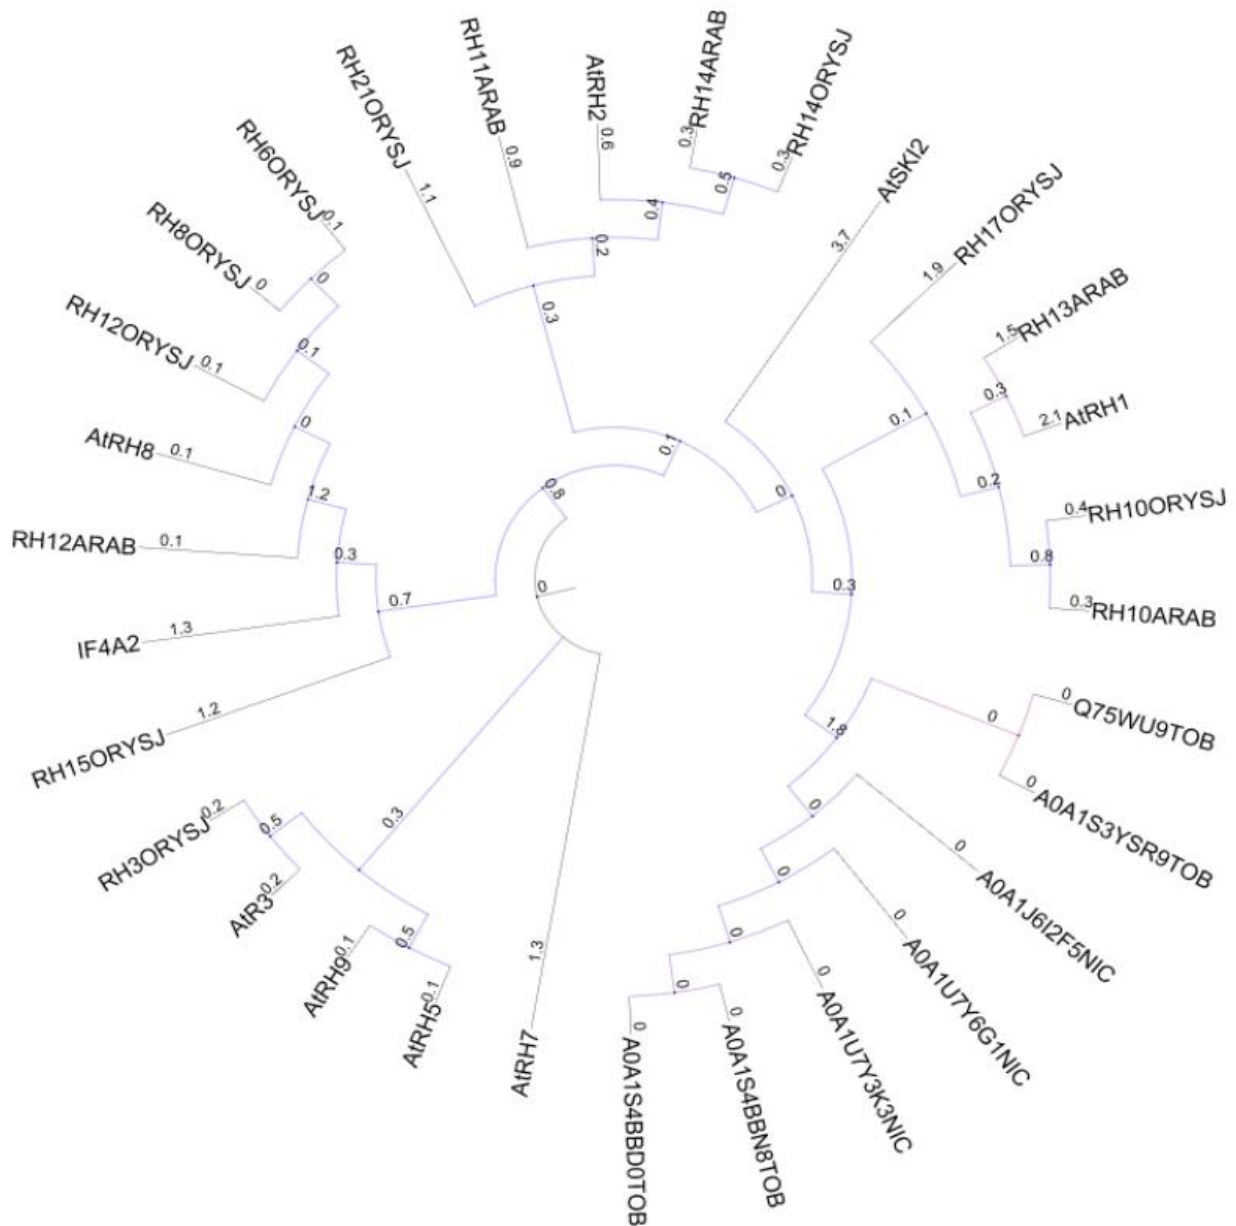 RH11ARAB
0.9
AtRH2
0.6
RH14ARAB
0.3
RH14ORYSJ
0.3
0.5
0.4
0.2
AtSKI2
3.7
RH17ORYSJ
1.9
RH13ARAB
1.5
AtRH1
2.1
0.3
0.1
0.2
RH10ORYSJ
0.4
0.8
RH10ARAB
0.3
0
0.3
Q75WU9TOB
0
A0A1S3YSR9TOB
0
0
1.8
A0A1J6I2F5NIC
0
0
A0A1U7Y6G1NIC
0
0
A0A1U7Y3K3NIC
0
0
A0A1S4BBN8TOB
0
A0A1S4BBD0TOB
0
0
AtRH7
1.3
AtRH5
0.1
AtRH9
0.1
0.5
AtR3
0.2
RH3ORYSJ
0.2
0.5
0.3
RH15ORYSJ
1.2
IF4A2
1.3
RH12ARAB
0.1
AtRH8
0.1
RH12ORYSJ
0.1
RH8ORYSJ
0
RH6ORYSJ
0.1
0
0.1
0
1.2
0.3
0.7
RH21ORYSJ
1.1
0.3
0.1
0.8
0